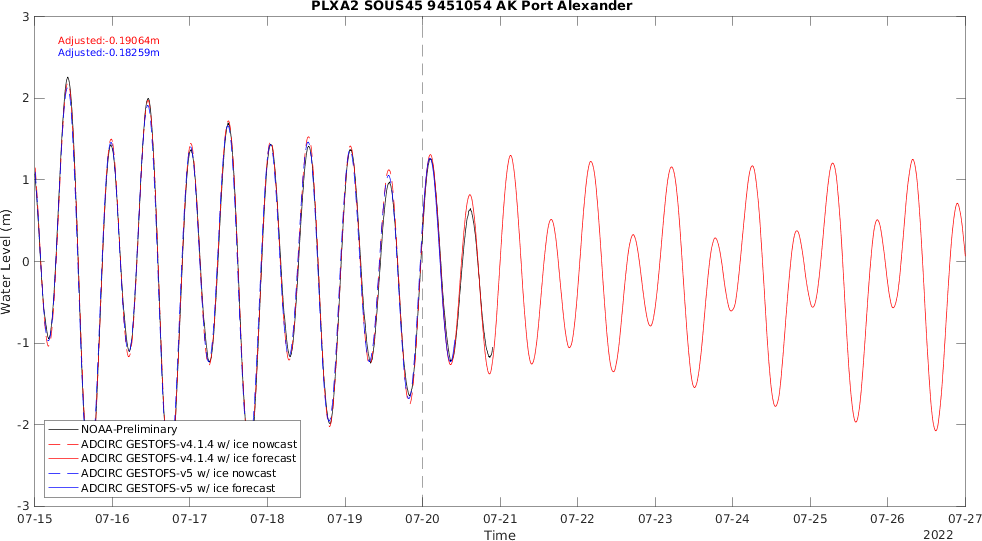 PLXA2 SOUS45 9451054 AK Port Alexander
Adjusted:-0.19064m
Adjusted:-0.18259m
3
2
1
0
-1
-2
-3
Water Level (m)
NOAA-Preliminary
ADCIRC GESTOFS-v4.1.4 w/ ice nowcast
ADCIRC GESTOFS-v4.1.4 w/ ice forecast
ADCIRC GESTOFS-v5 w/ ice nowcast
ADCIRC GESTOFS-v5 w/ ice forecast
07-15 07-16 07-17 07-18 07-19 07-20 07-21 07-22 07-23 07-24 07-25 07-26 07-27
Time
2022